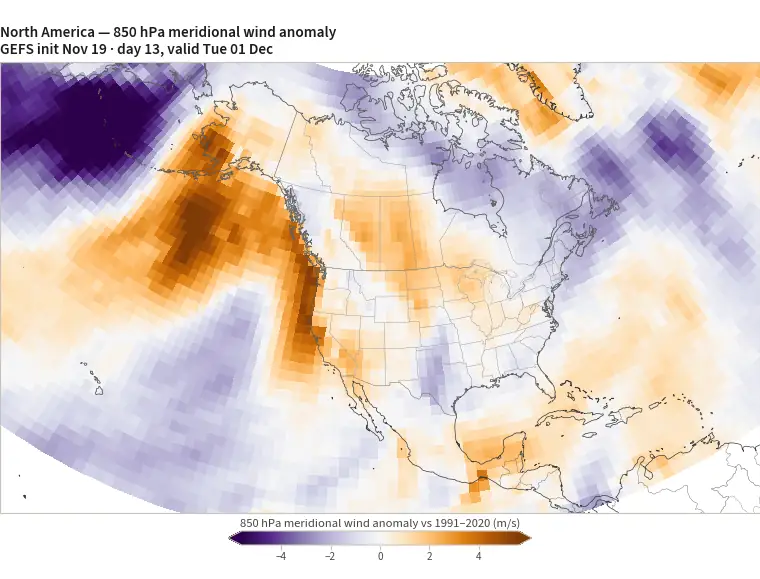 North America — 850 hPa meridional wind anomaly
GEFS init Nov 19 · day 13, valid Tue 01 Dec
850 hPa meridional wind anomaly vs 1991–2020 (m/s)
−4 −2 0 2 4